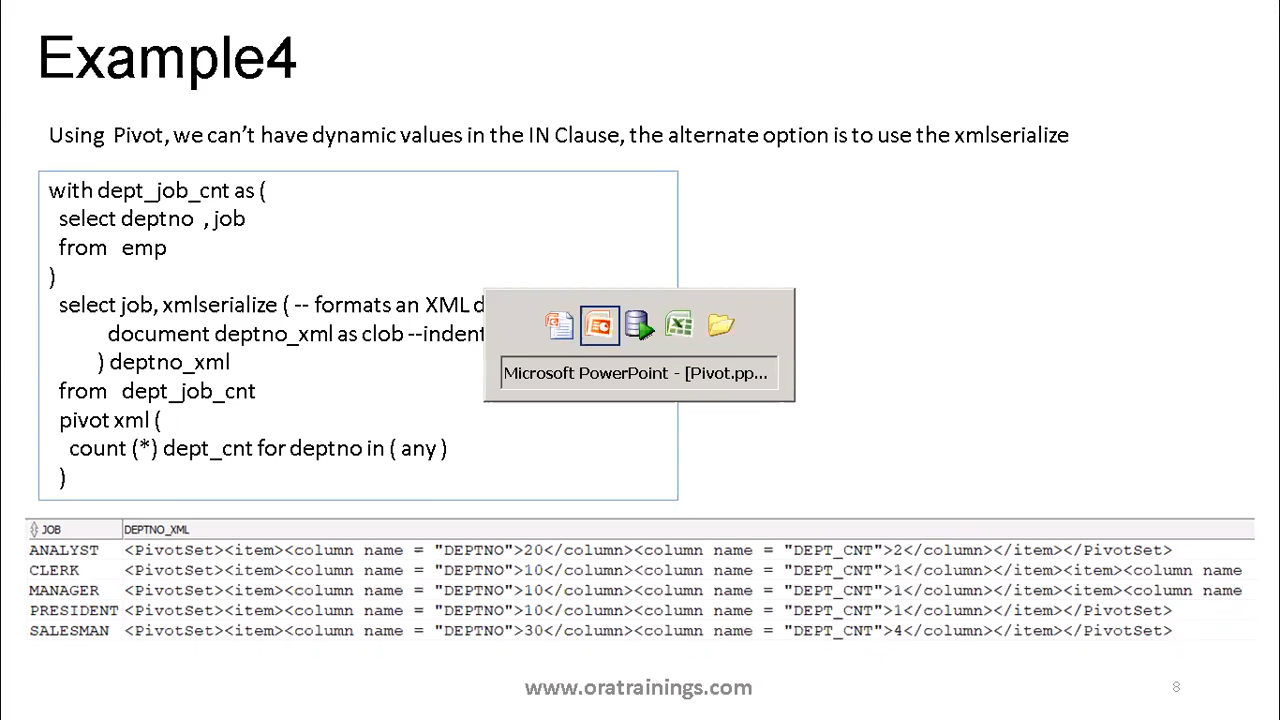 Example4
Using Pivot, we can't have dynamic values in the IN Clause, the alternate option is to use the xmlserialize
with dept_job_cnt as (
select deptno , job
from emp
)
select job, xmlserialize ( -- formats an XML
document deptno_xml as clob --indent
) deptno_xml
from dept_job_cnt
pivot xml (
count (*) dept_cnt for deptno in ( any )
)
Microsoft PowerPoint - [Pivot.pp...
JOB DEPTNO_XML
ANALYST <PivotSet><item><column name = "DEPTNO">20</column><column name = "DEPT_CNT">2</column></item></PivotSet>
CLERK <PivotSet><item><column name = "DEPTNO">10</column><column name = "DEPT_CNT">1</column></item><item><column name
MANAGER <PivotSet><item><column name = "DEPTNO">10</column><column name = "DEPT_CNT">1</column></item><item><column name
PRESIDENT <PivotSet><item><column name = "DEPTNO">10</column><column name = "DEPT_CNT">1</column></item></PivotSet>
SALESMAN <PivotSet><item><column name = "DEPTNO">30</column><column name = "DEPT_CNT">4</column></item></PivotSet>
www.oratrainings.com
8